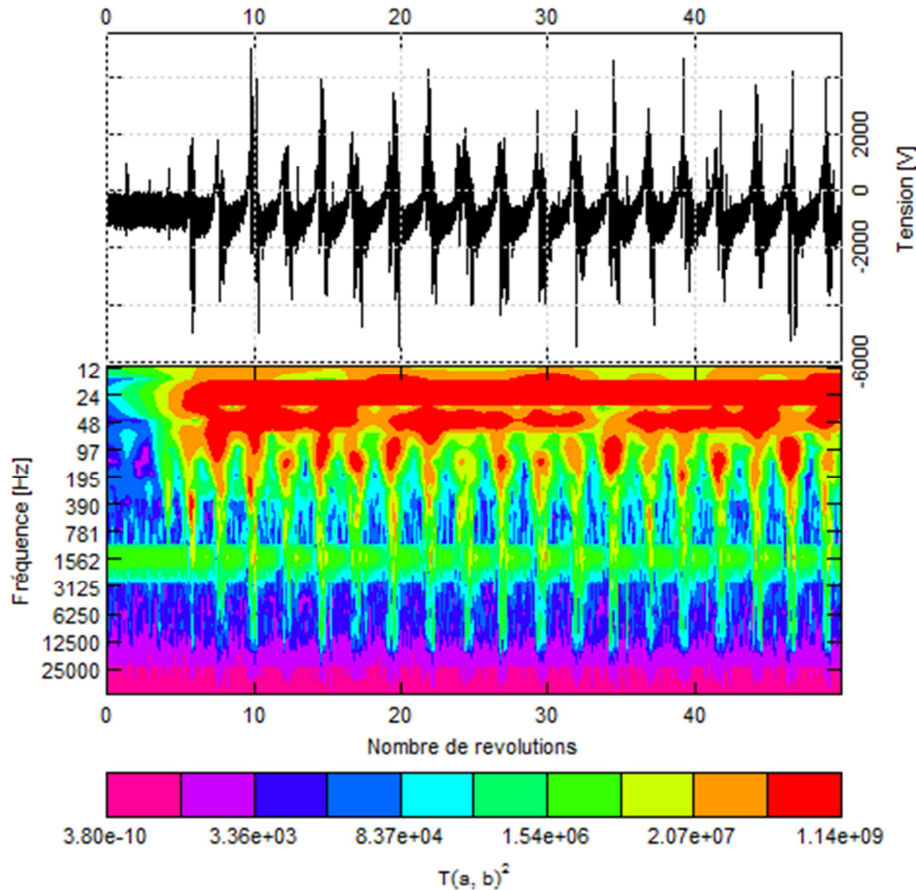 0 10 20 30 40
2000
0
-2000
-6000
Tension [V]
12
24
48
97
195
390
781
1562
3125
6250
12500
25000
Fréquence [Hz]
0 10 20 30 40
Nombre de revolutions
3.80e-10 3.36e+03 8.37e+04 1.54e+06 2.07e+07 1.14e+09
T(a, b)²